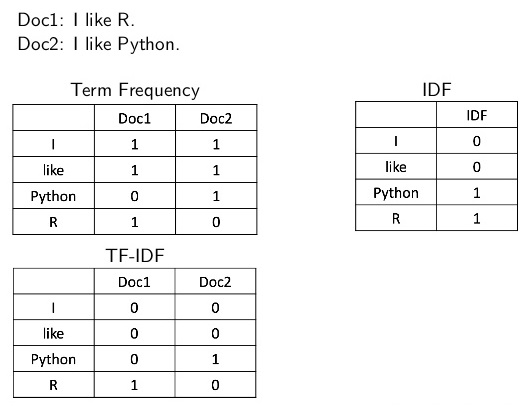 Doc1: I like R.
Doc2: I like Python.
Term Frequency
Doc1 Doc2
I 1 1
like 1 1
Python 0 1
R 1 0
IDF
IDF
I 0
like 0
Python 1
R 1
TF-IDF
Doc1 Doc2
I 0 0
like 0 0
Python 0 1
R 1 0